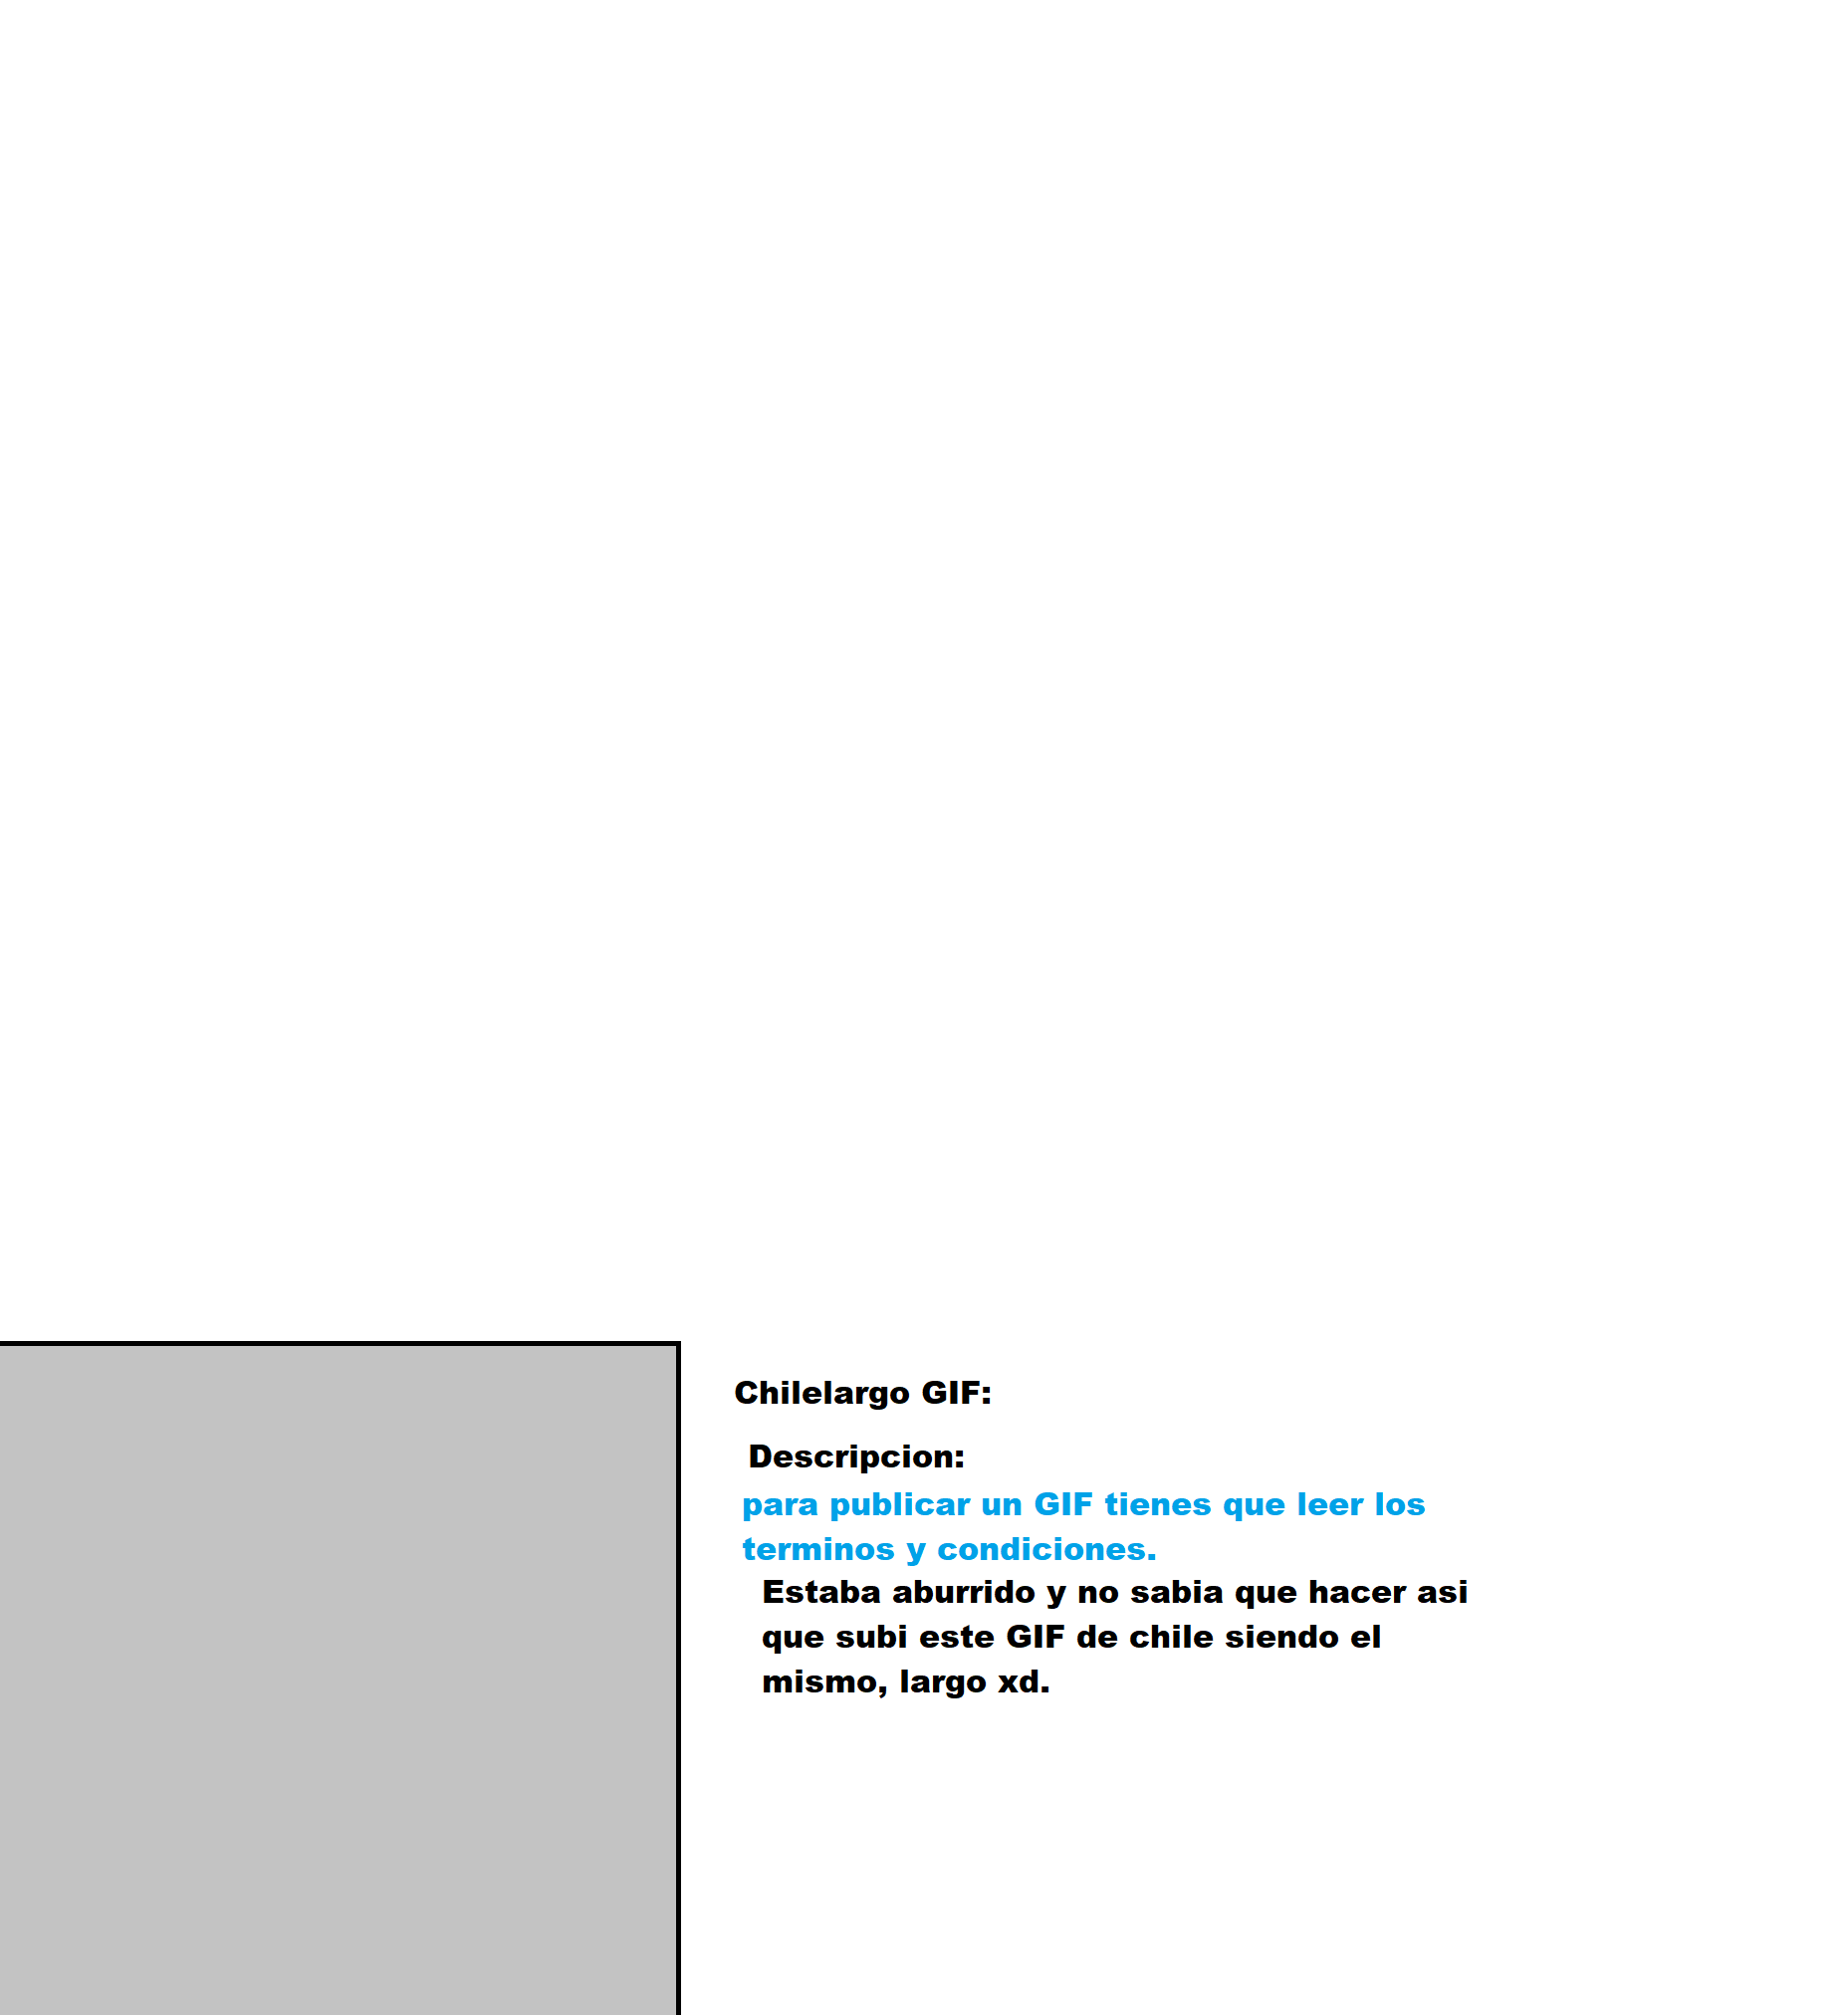 Chilelargo GIF:
Descripcion:
para publicar un GIF tienes que leer los
terminos y condiciones.
Estaba aburrido y no sabia que hacer asi
que subi este GIF de chile siendo el
mismo, largo xd.